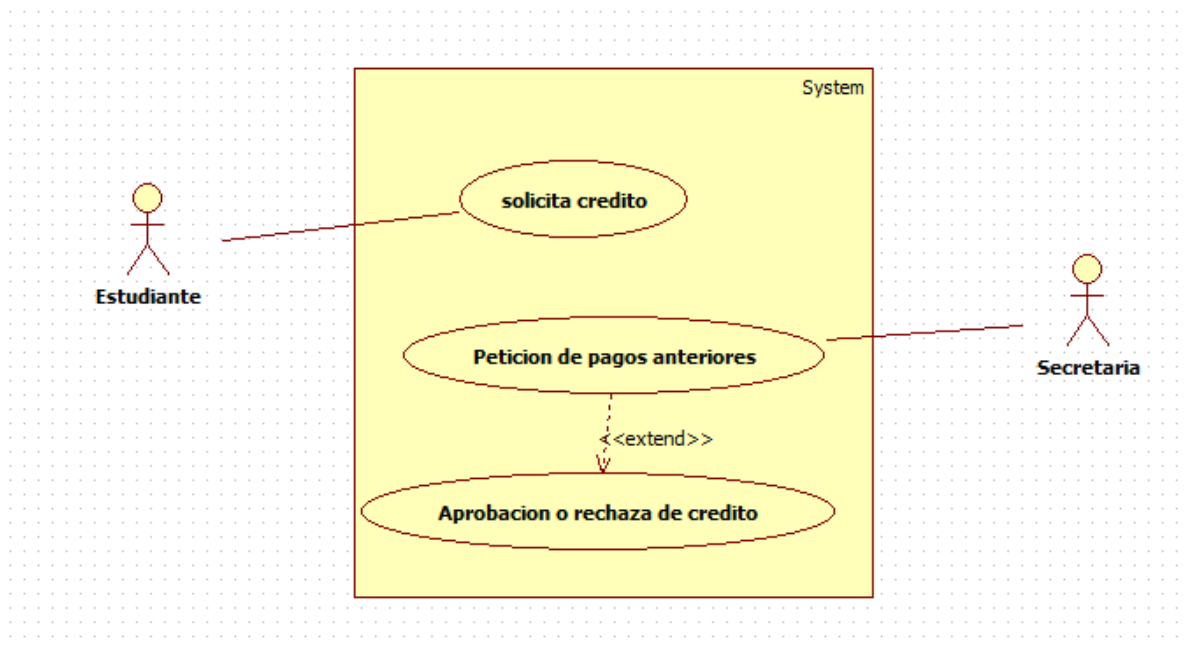 System
solicita credito
Estudiante
Peticion de pagos anteriores
Secretaria
<<extend>>
Aprobacion o rechaza de credito